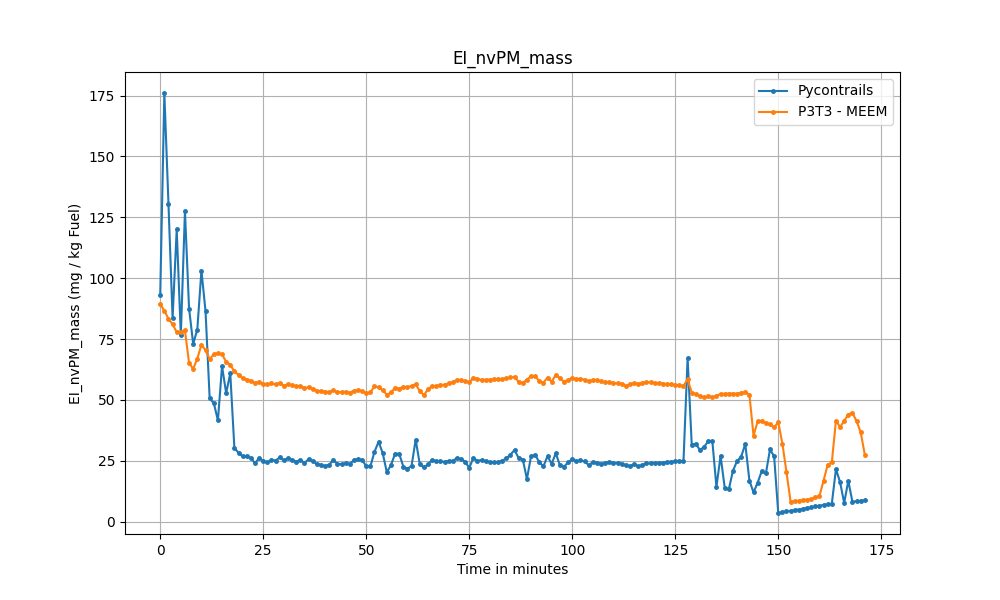 EI_nvPM_mass
Pycontrails
P3T3 - MEEM
EI_nvPM_mass (mg / kg Fuel)
175
150
125
100
75
50
25
0
0 25 50 75 100 125 150 175
Time in minutes